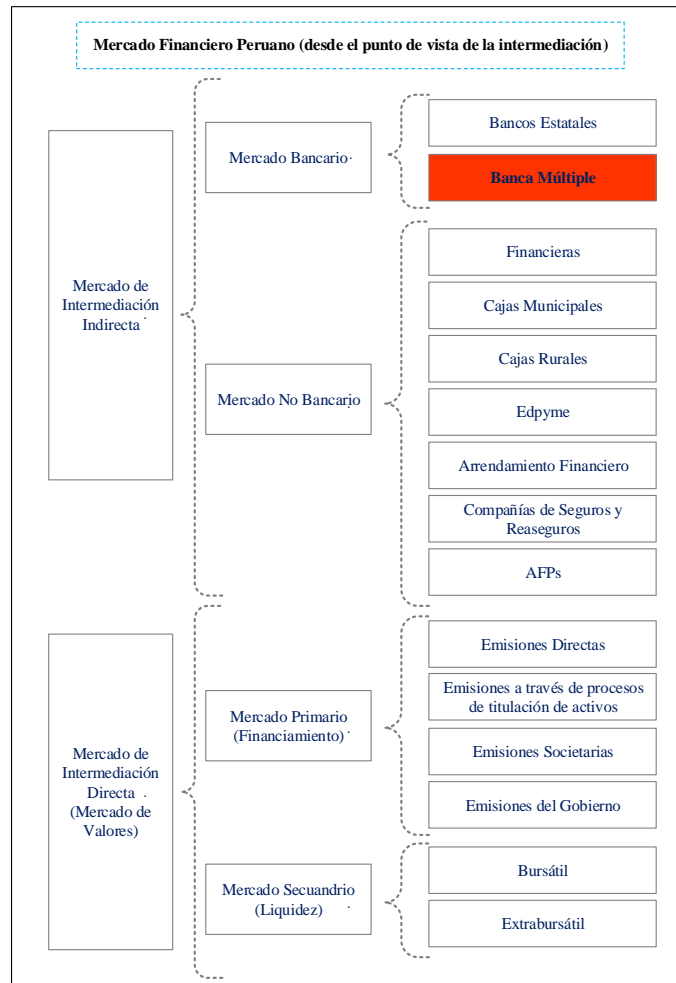 Mercado Financiero Peruano (desde el punto de vista de la intermediación)
Mercado de
Intermediación
Indirecta
Mercado Bancario
Bancos Estatales
Banca Múltiple
Mercado No Bancario
Financieras
Cajas Municipales
Cajas Rurales
Edpyme
Arrendamiento Financiero
Compañías de Seguros y
Reaseguros
AFPs
Mercado de
Intermediación
Directa
(Mercado de
Valores)
Mercado Primario
(Financiamiento)
Emisiones Directas
Emisiones a través de procesos
de titulación de activos
Emisiones Societarias
Emisiones del Gobierno
Mercado Secuandrio
(Liquidez)
Bursátil
Extrabursátil